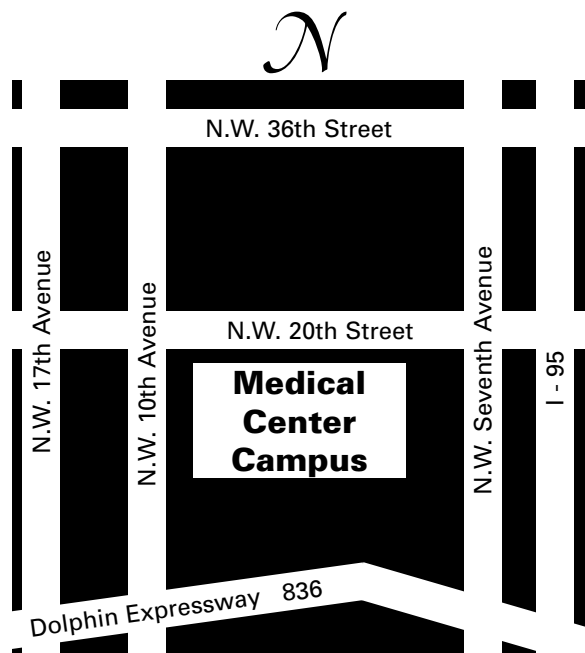 N
N.W. 36th Street
N.W. 17th Avenue
N.W. 10th Avenue
N.W. 20th Street
N.W. Seventh Avenue
I - 95
Medical
Center
Campus
Dolphin Expressway 836